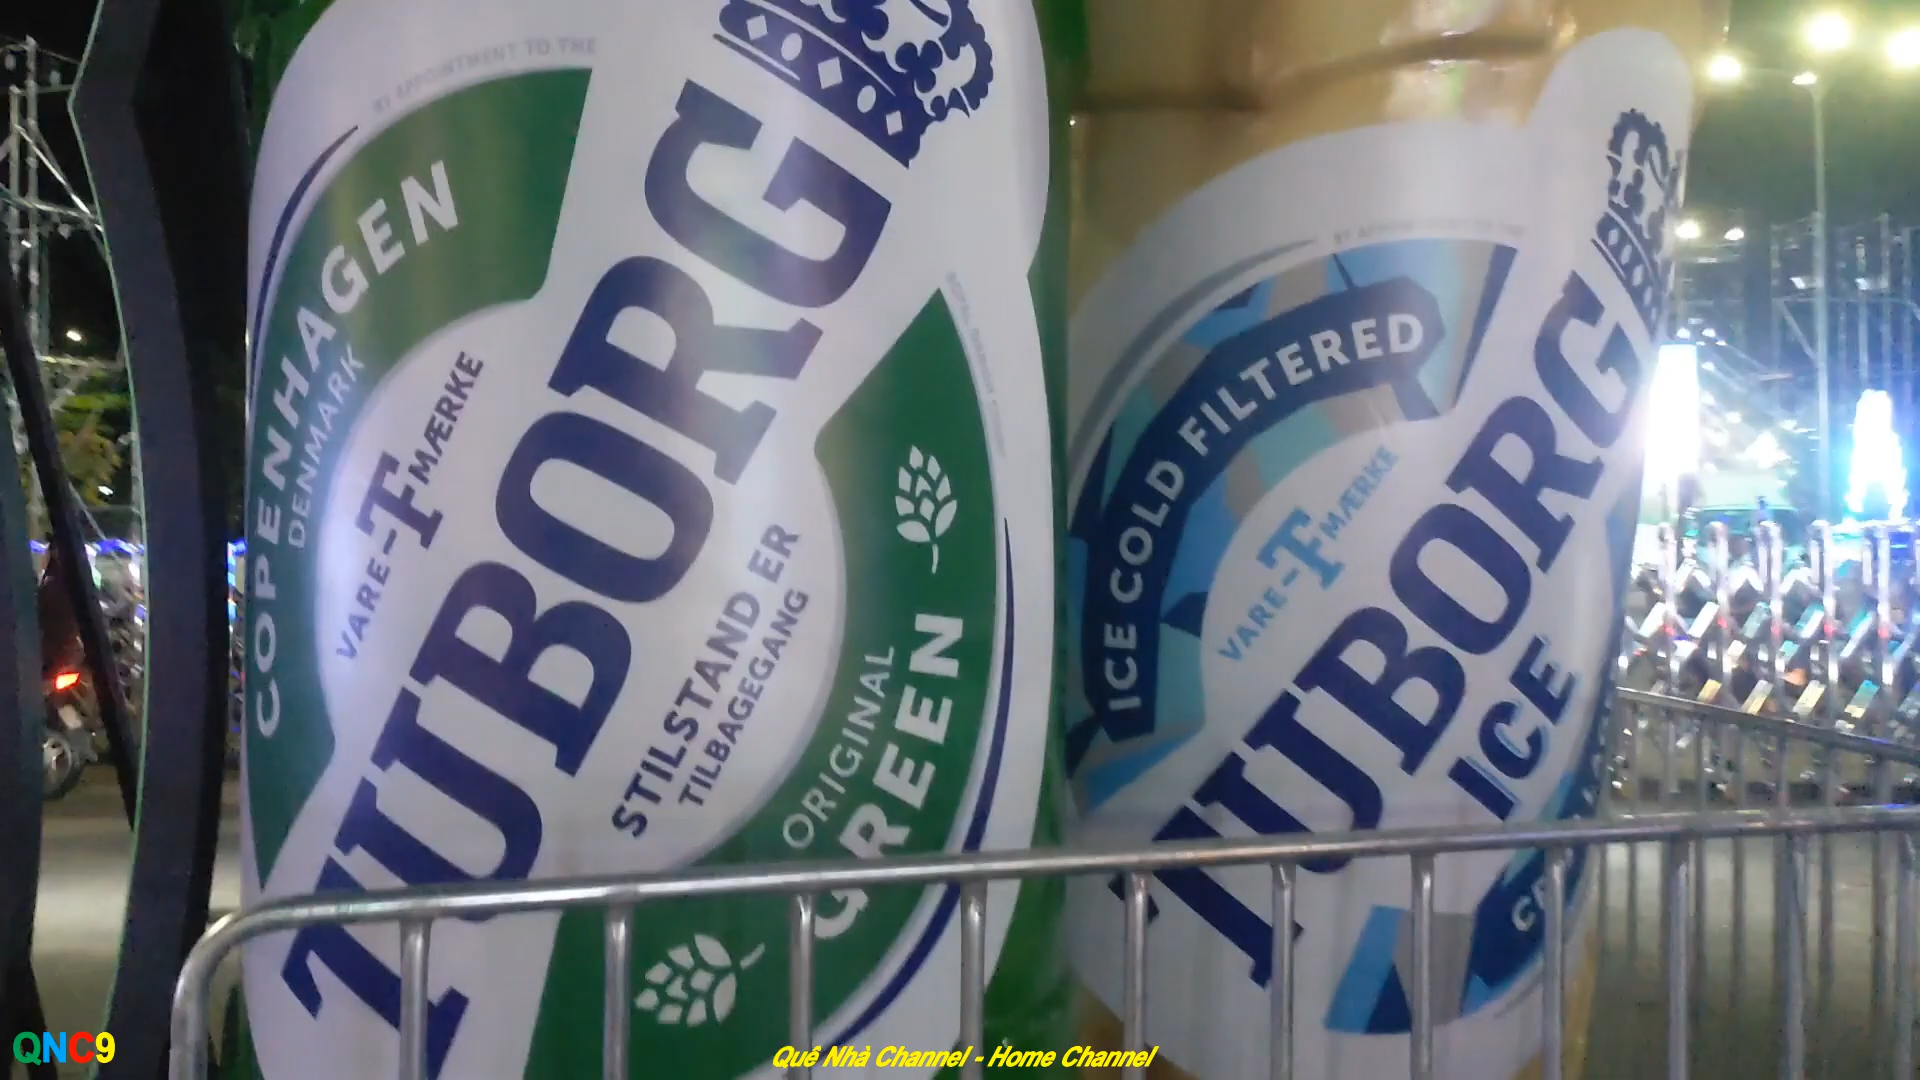 BY APPOINTMENT TO THE
COPENHAGEN
DENMARK
VARE-T MÆRKE
TUBORG
STILSTAND ER
TILBAGEGANG
ORIGINAL
GREEN
ICE COLD FILTERED
VARE-T MÆRKE
TUBORG
ICE
QNC9
Quê Nhà Channel - Home Channel